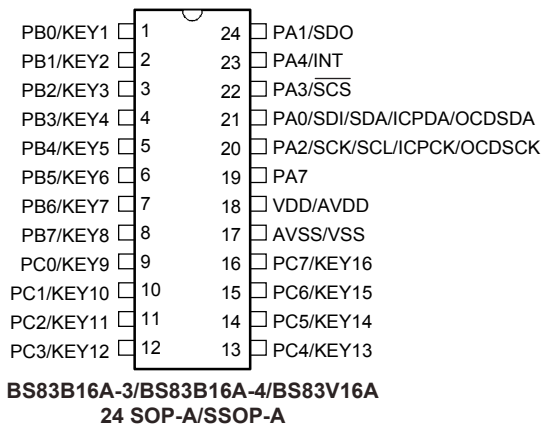 PB0/KEY1 1 24 PA1/SDO
PB1/KEY2 2 23 PA4/INT
PB2/KEY3 3 22 PA3/SCS
PB3/KEY4 4 21 PA0/SDI/SDA/ICPDA/OCDSDA
PB4/KEY5 5 20 PA2/SCK/SCL/ICPCK/OCDSCK
PB5/KEY6 6 19 PA7
PB6/KEY7 7 18 VDD/AVDD
PB7/KEY8 8 17 AVSS/VSS
PC0/KEY9 9 16 PC7/KEY16
PC1/KEY10 10 15 PC6/KEY15
PC2/KEY11 11 14 PC5/KEY14
PC3/KEY12 12 13 PC4/KEY13
BS83B16A-3/BS83B16A-4/BS83V16A
24 SOP-A/SSOP-A